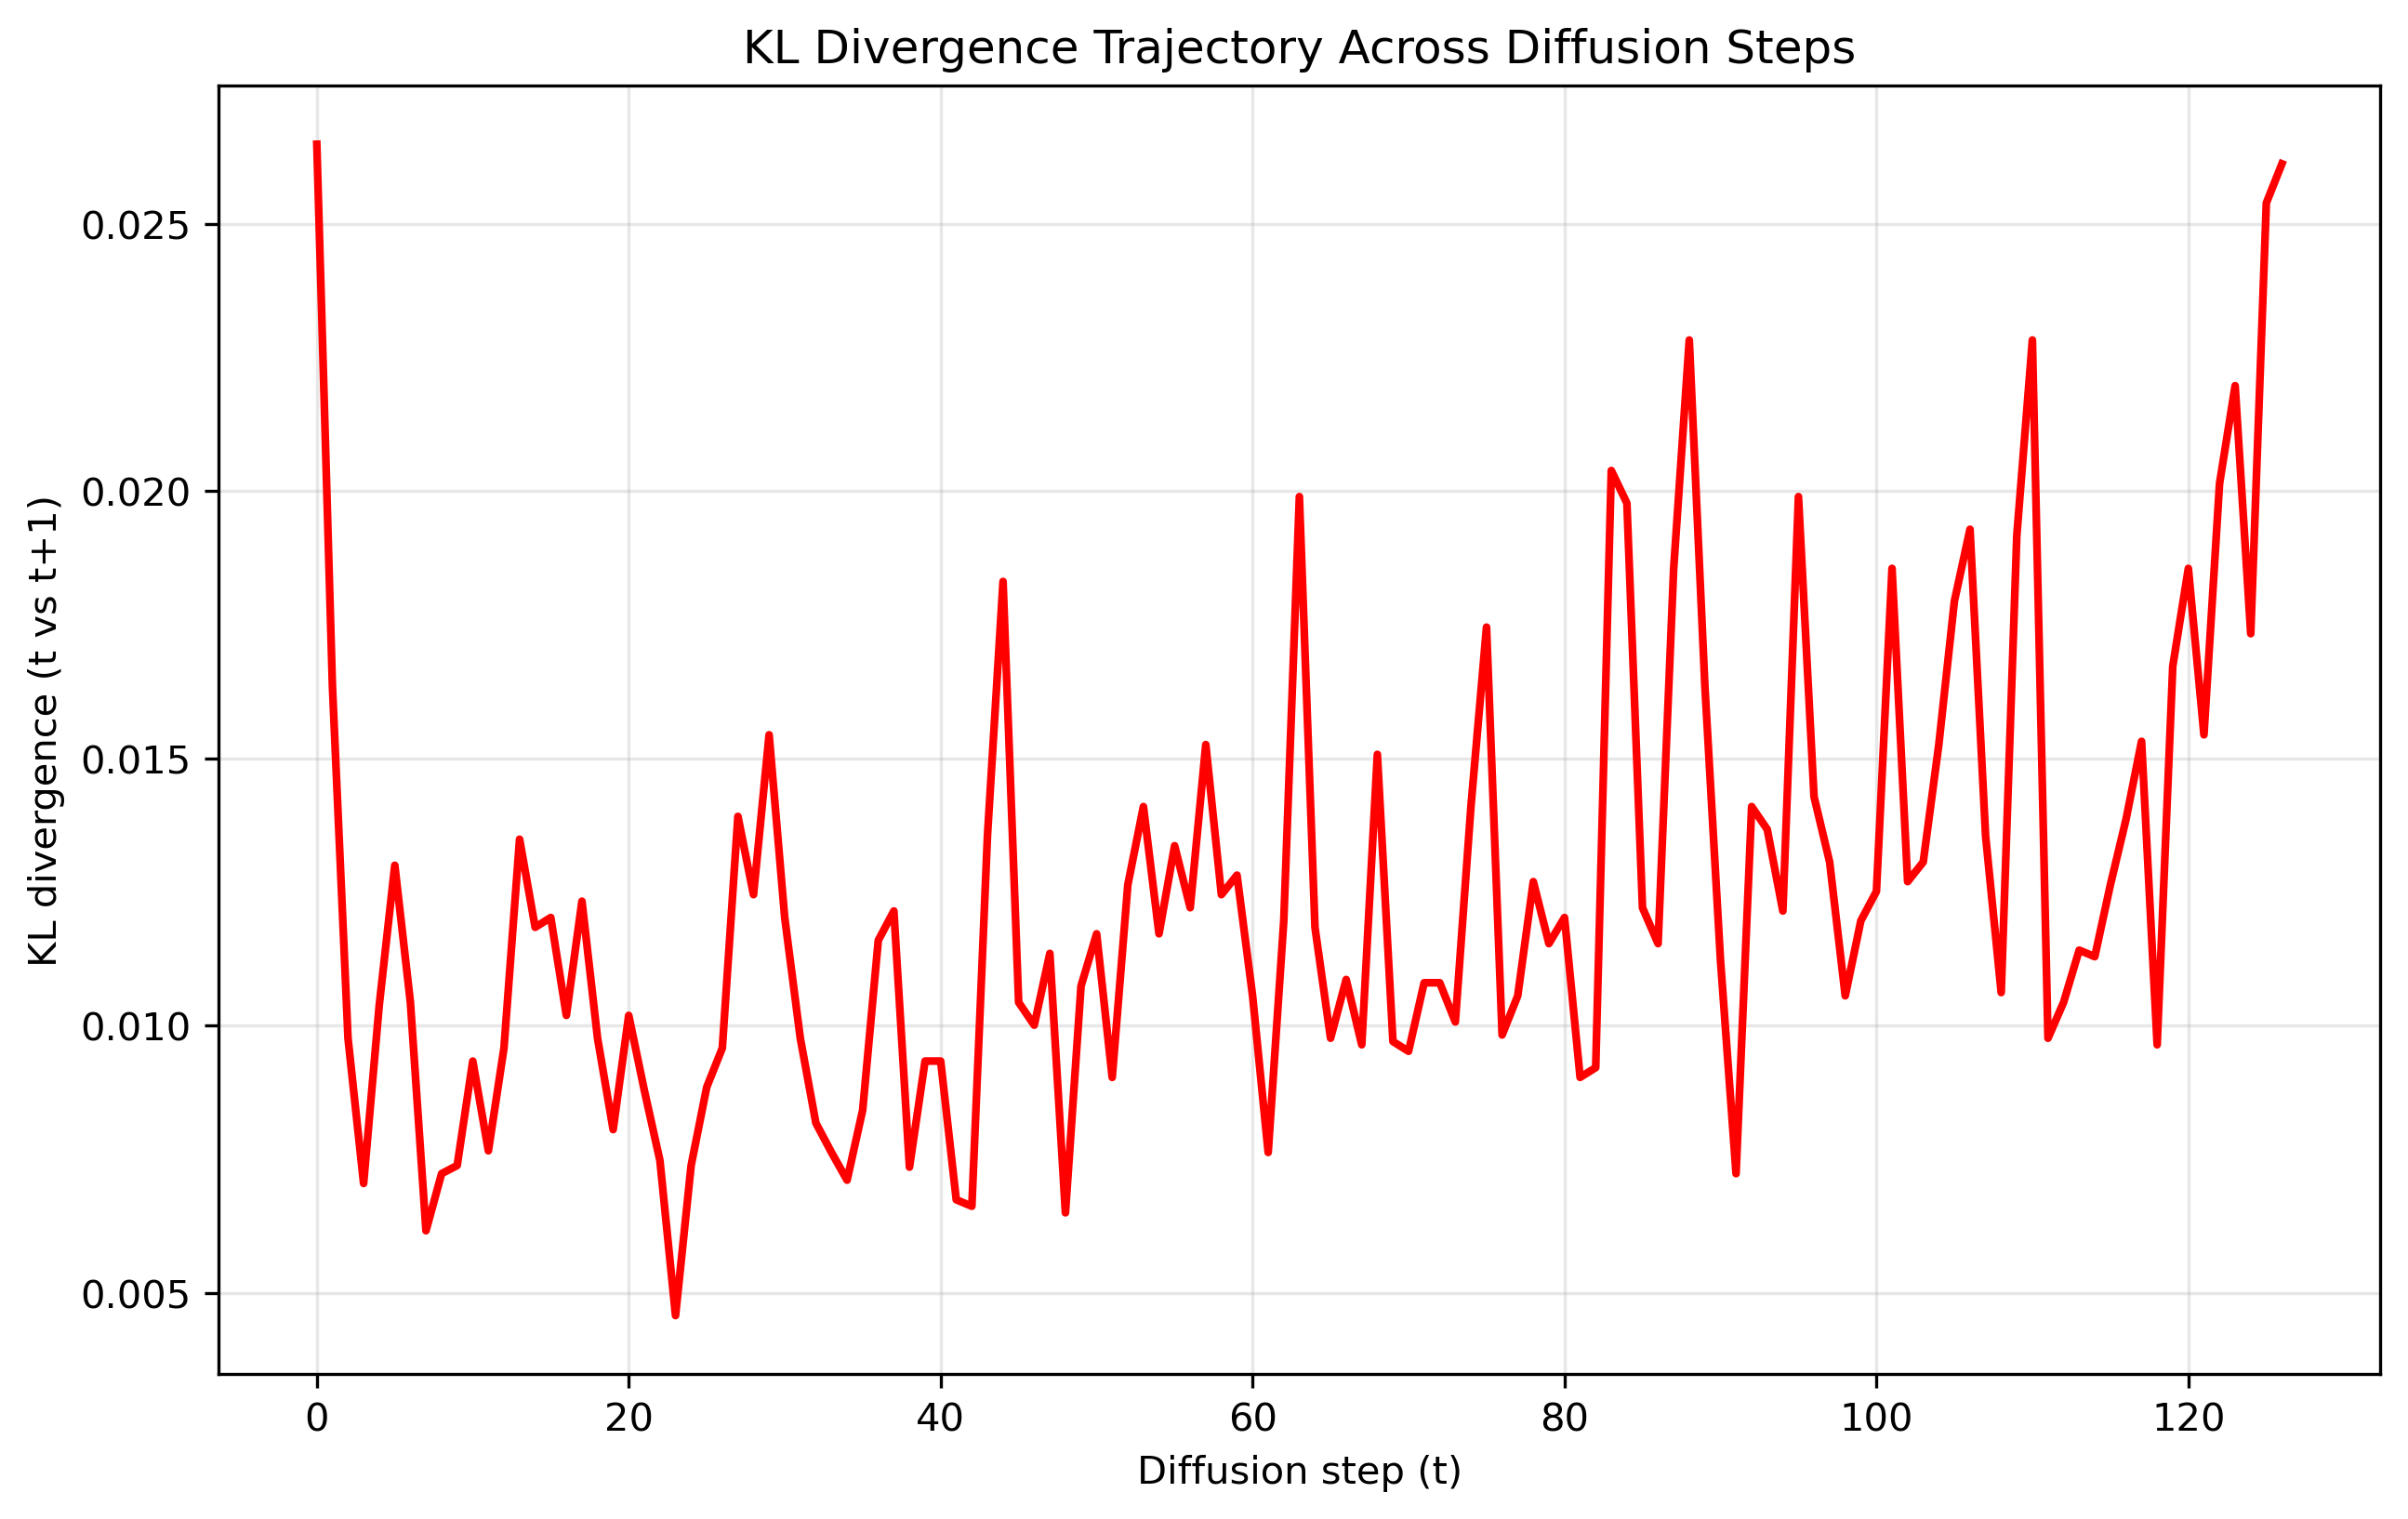 KL Divergence Trajectory Across Diffusion Steps
KL divergence (t vs t+1)
0.025
0.020
0.015
0.010
0.005
0 20 40 60 80 100 120
Diffusion step (t)